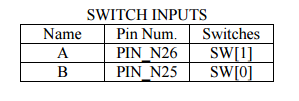 SWITCH INPUTS
Name Pin Num. Switches
A PIN_N26 SW[1]
B PIN_N25 SW[0]